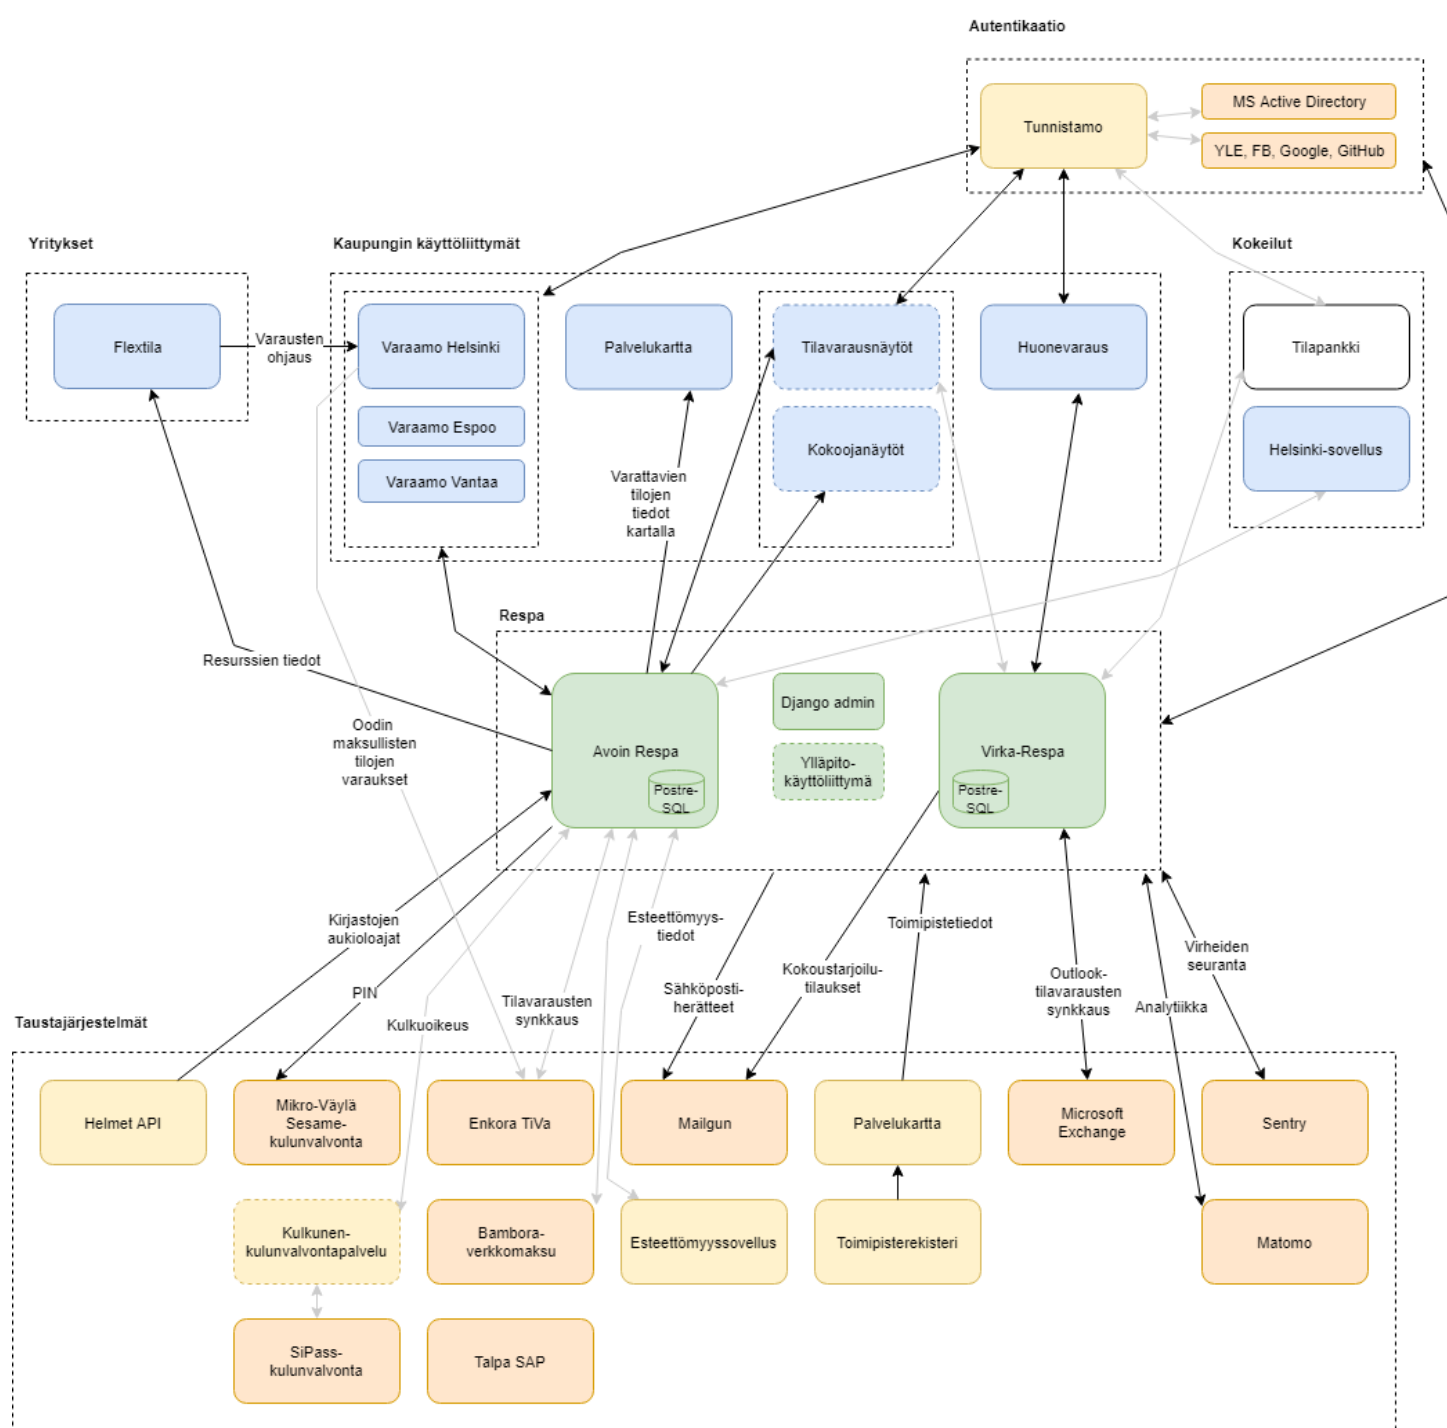 Autentikaatio
Tunnistamo
MS Active Directory
YLE, FB, Google, GitHub
Yritykset
Kaupungin käyttöliittymät
Kokeilut
Flextila
Varausten
ohjaus
Varaamo Helsinki
Palvelukartta
Tilavarausnäytöt
Huonevaraus
Tilapankki
Varaamo Espoo
Kokoojanäytöt
Helsinki-sovellus
Varaamo Vantaa
Varattavien
tilojen
tiedot
kartalla
Respa
Resurssien tiedot
Oodin
maksullisten
tilojen
varaukset
Avoin Respa
Postre-
SQL
Django admin
Ylläpito-
käyttöliittymä
Virka-Respa
Postre-
SQL
Kirjastojen
aukioloajat
Esteettömyys-
tiedot
Toimipistetiedot
Virheiden
seuranta
PIN
Kulkuoikeus
Tilavarausten
synkkaus
Sähköposti-
herätteet
Kokoustarjoilu-
tilaukset
Outlook-
tilavarausten
synkkaus
Analytiikka
Taustajärjestelmät
Helmet API
Mikro-Väylä
Sesame-
kulunvalvonta
Enkora TiVa
Mailgun
Palvelukartta
Microsoft
Exchange
Sentry
Kulkunen-
kulunvalvontapalvelu
Bambora-
verkkomaksu
Esteettömyyssovellus
Toimipisterekisteri
Matomo
SiPass-
kulunvalvonta
Talpa SAP